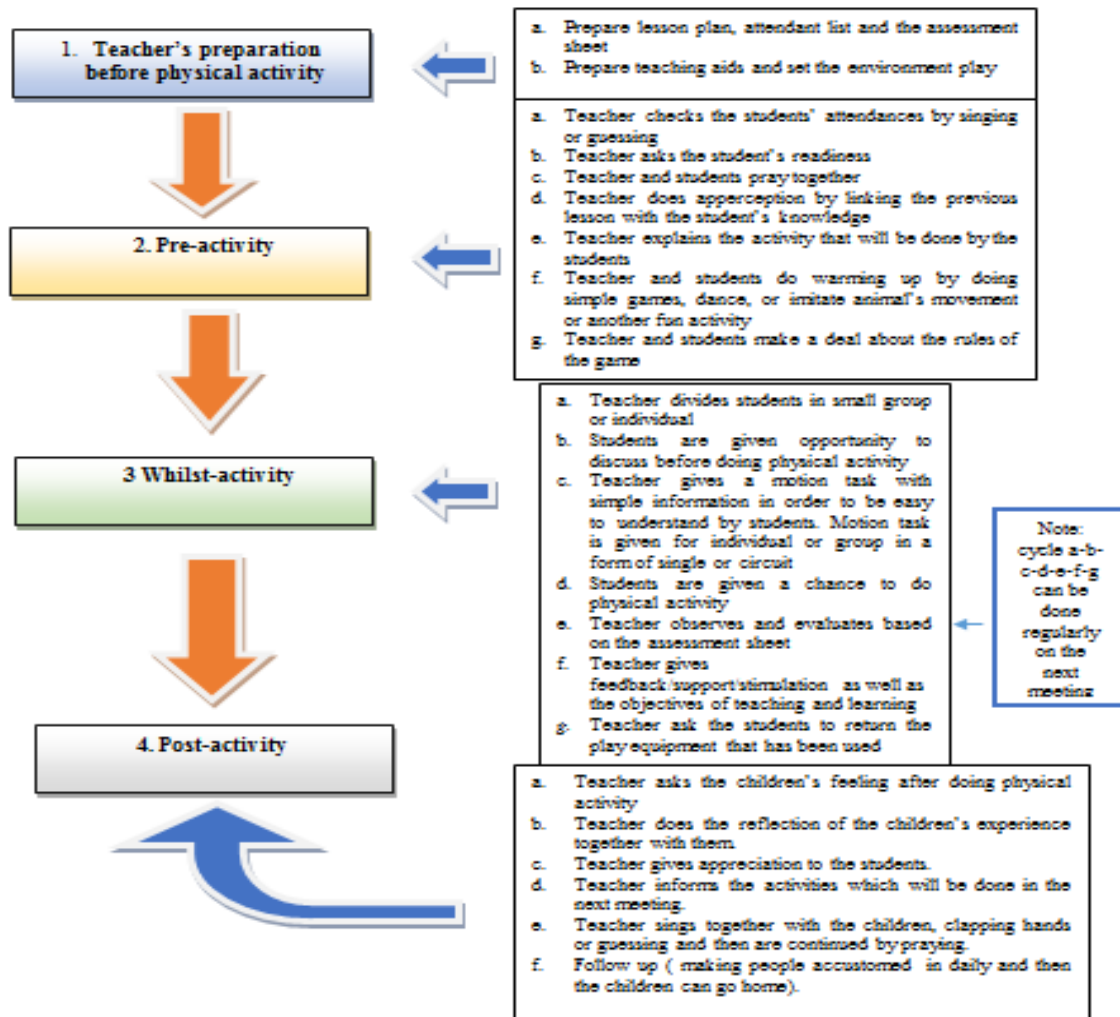 1. Teacher's preparation
before physical activity
a. Prepare lesson plan, attendant list and the assessment
sheet
b. Prepare teaching aids and set the environment play
2. Pre-activity
a. Teacher checks the students' attendances by singing
or guessing
b. Teacher asks the student's readiness
c. Teacher and students pray together
d. Teacher does apperception by linking the previous
lesson with the student's knowledge
e. Teacher explains the activity that will be done by the
students
f. Teacher and students do warming up by doing
simple games, dance, or imitate animal's movement
or another fun activity
g. Teacher and students make a deal about the rules of
the game
3 Whilst-activity
a. Teacher divides students in small group
or individual
b. Students are given opportunity to
discuss before doing physical activity
c. Teacher gives a motion task with
simple information in order to be easy
to understand by students. Motion task
is given for individual or group in a
form of single or circuit
d. Students are given a chance to do
physical activity
e. Teacher observes and evaluates based
on the assessment sheet
f. Teacher gives
feedback/support/stimulation as well as
the objectives of teaching and learning
g. Teacher ask the students to return the
play equipment that has been used
Note:
cycle a-b-
c-d-e-f-g
can be
done
regularly
on the
next
meeting
4. Post-activity
a. Teacher asks the children's feeling after doing physical
activity
b. Teacher does the reflection of the children's experience
together with them.
c. Teacher gives appreciation to the students.
d. Teacher informs the activities which will be done in the
next meeting.
e. Teacher sings together with the children, clapping hands
or guessing and then are continued by praying.
f. Follow up ( making people accustomed in daily and then
the children can go home).